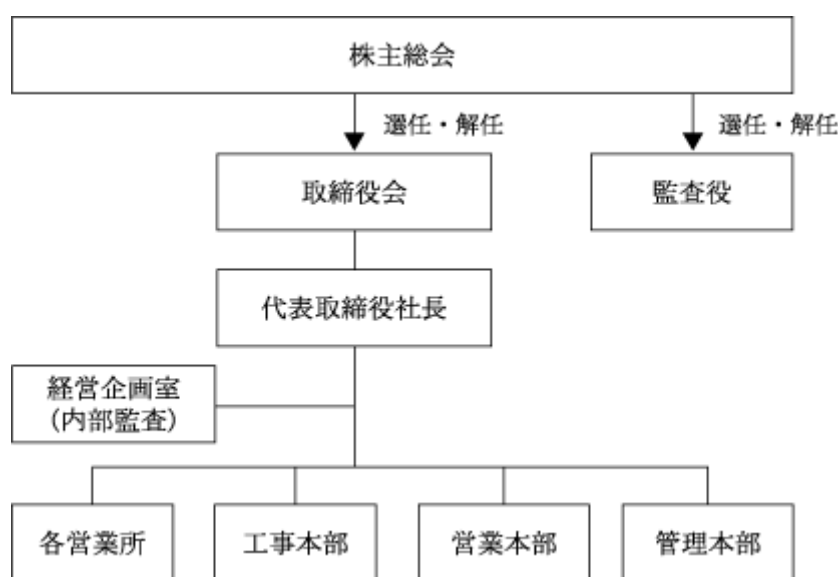 株主総会
選任・解任
選任・解任
取締役会
監査役
代表取締役社長
経営企画室
(内部監査)
各営業所
工事本部
営業本部
管理本部